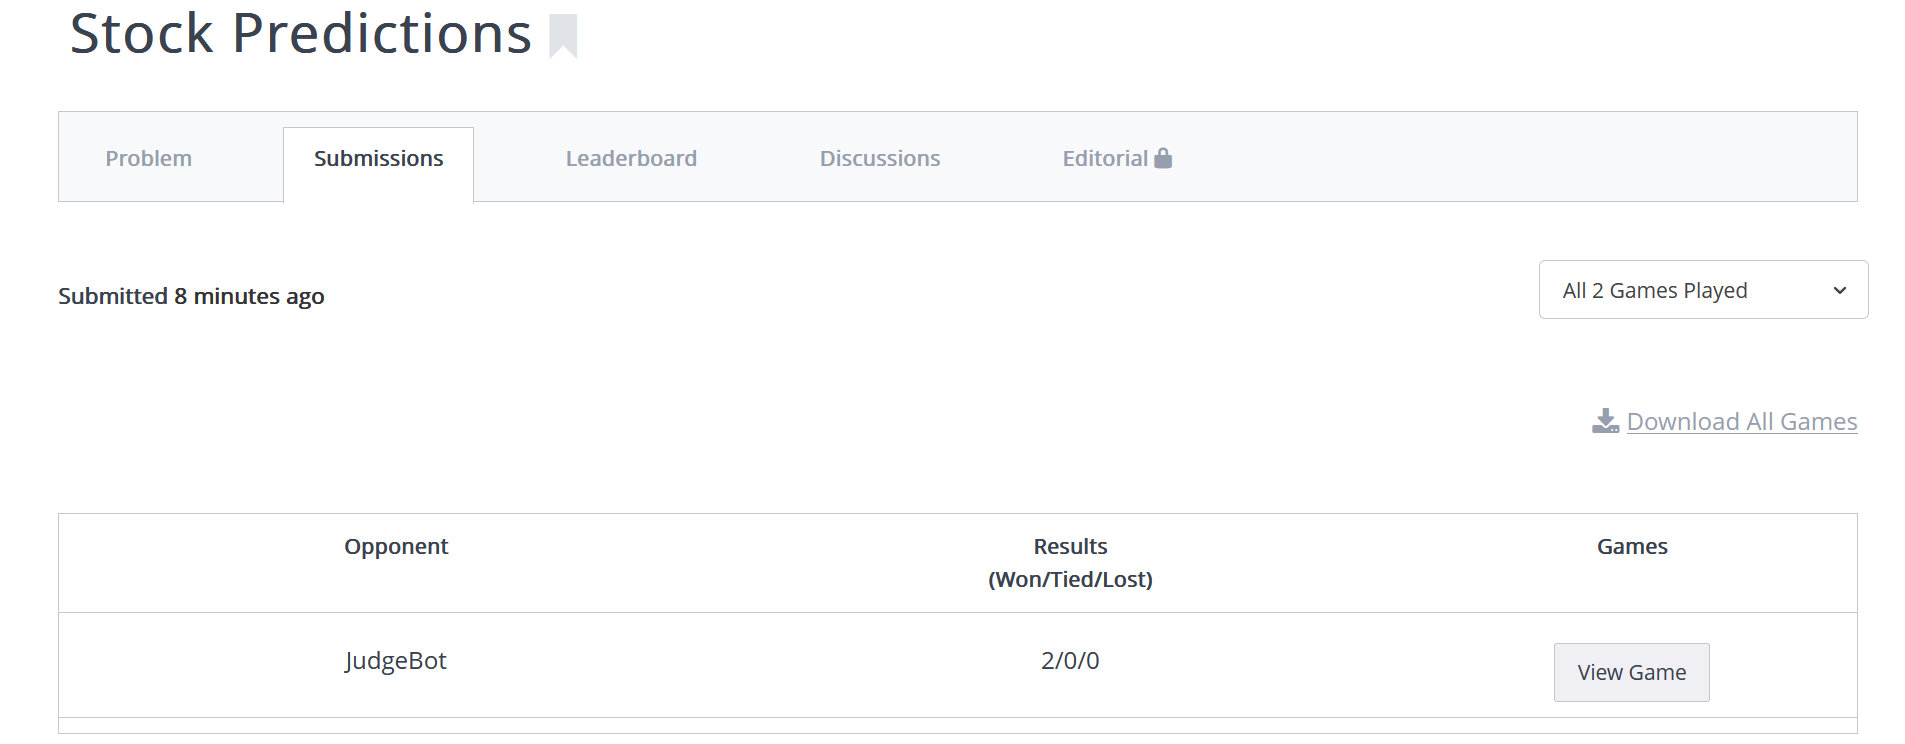 Stock Predictions
Problem
Submissions
Leaderboard
Discussions
Editorial
Submitted 8 minutes ago
All 2 Games Played
Download All Games
Opponent
Results
(Won/Tied/Lost)
Games
JudgeBot
2/0/0
View Game